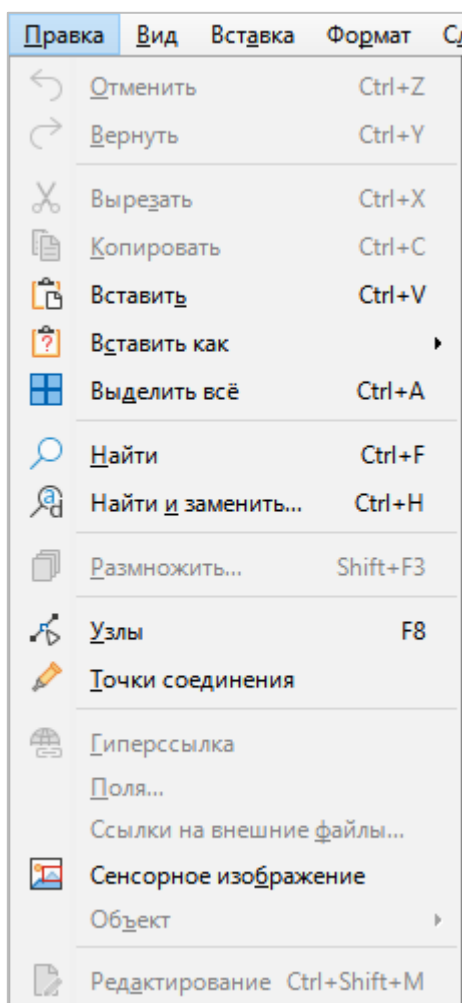 Правка Вид Вставка Формат
Отменить Ctrl+Z
Вернуть Ctrl+Y
Вырезать Ctrl+X
Копировать Ctrl+C
Вставить Ctrl+V
Вставить как
Выделить всё Ctrl+A
Найти Ctrl+F
Найти и заменить... Ctrl+H
Размножить... Shift+F3
Узлы F8
Точки соединения
Гиперссылка
Поля...
Ссылки на внешние файлы...
Сенсорное изображение
Объект
Редактирование Ctrl+Shift+M